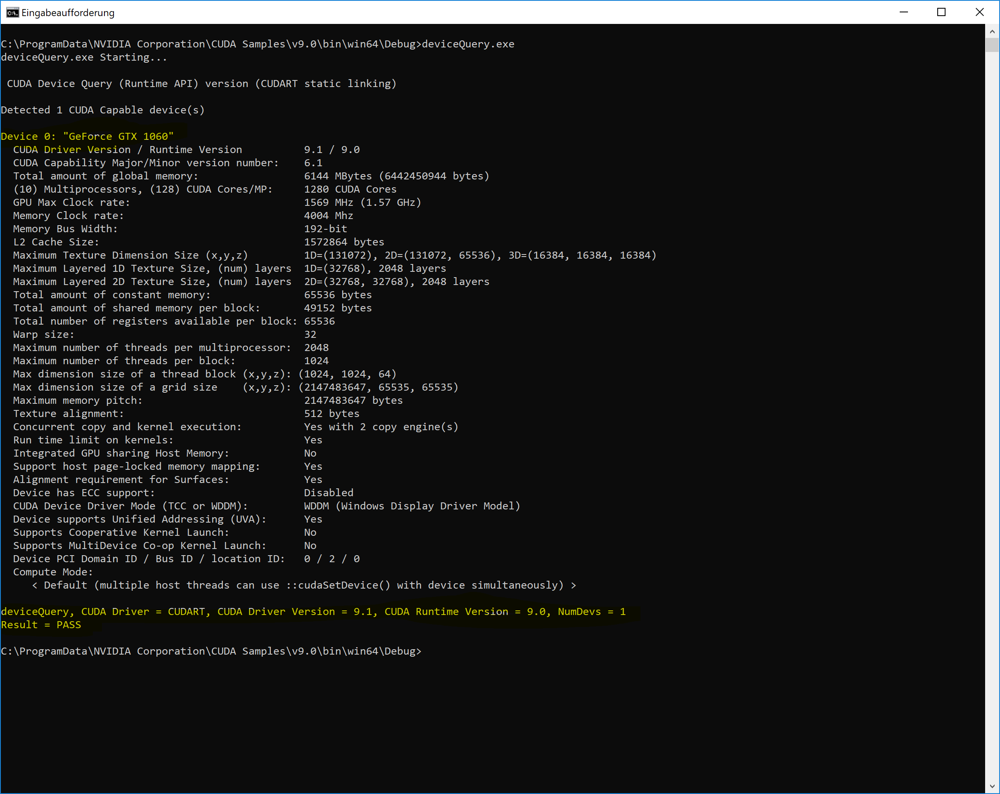 Eingabeaufforderung
C:\ProgramData\NVIDIA Corporation\CUDA Samples\v9.0\bin\win64\Debug>deviceQuery.exe
deviceQuery.exe Starting...
CUDA Device Query (Runtime API) version (CUDART static linking)
Detected 1 CUDA Capable device(s)
Device 0: "GeForce GTX 1060"
CUDA Driver Version / Runtime Version 9.1 / 9.0
CUDA Capability Major/Minor version number: 6.1
Total amount of global memory: 6144 MBytes (6442450944 bytes)
(10) Multiprocessors, (128) CUDA Cores/MP: 1280 CUDA Cores
GPU Max Clock rate: 1569 MHz (1.57 GHz)
Memory Clock rate: 4004 Mhz
Memory Bus Width: 192-bit
L2 Cache Size: 1572864 bytes
Maximum Texture Dimension Size (x,y,z) 1D=(131072), 2D=(131072, 65536), 3D=(16384, 16384, 16384)
Maximum Layered 1D Texture Size, (num) layers 1D=(32768), 2048 layers
Maximum Layered 2D Texture Size, (num) layers 2D=(32768, 32768), 2048 layers
Total amount of constant memory: 65536 bytes
Total amount of shared memory per block: 49152 bytes
Total number of registers available per block: 65536
Warp size: 32
Maximum number of threads per multiprocessor: 2048
Maximum number of threads per block: 1024
Max dimension size of a thread block (x,y,z): (1024, 1024, 64)
Max dimension size of a grid size (x,y,z): (2147483647, 65535, 65535)
Maximum memory pitch: 2147483647 bytes
Texture alignment: 512 bytes
Concurrent copy and kernel execution: Yes with 2 copy engine(s)
Run time limit on kernels: Yes
Integrated GPU sharing Host Memory: No
Support host page-locked memory mapping: Yes
Alignment requirement for Surfaces: Yes
Device has ECC support: Disabled
CUDA Device Driver Mode (TCC or WDDM): WDDM (Windows Display Driver Model)
Device supports Unified Addressing (UVA): Yes
Supports Cooperative Kernel Launch: No
Supports MultiDevice Co-op Kernel Launch: No
Device PCI Domain ID / Bus ID / location ID: 0 / 2 / 0
Compute Mode:
< Default (multiple host threads can use ::cudaSetDevice() with device simultaneously) >
deviceQuery, CUDA Driver = CUDART, CUDA Driver Version = 9.1, CUDA Runtime Version = 9.0, NumDevs = 1
Result = PASS
C:\ProgramData\NVIDIA Corporation\CUDA Samples\v9.0\bin\win64\Debug>